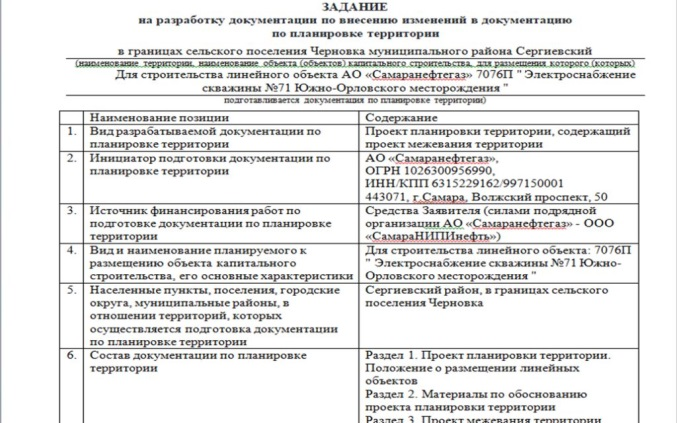 ЗАДАНИЕ
на разработку документации по внесению изменений в документацию
по планировке территории
в границах сельского поселения Черновка муниципального района Сергиевский
(наименование территории, наименование объекта (объектов) капитального строительства, для размещения которого (которых)
Для строительства линейного объекта АО «Самаранефтегаз» 7076П " Электроснабжение
скважины №71 Южно-Орловского месторождения "
подготавливается документация по планировке территории)
Наименование позиции
Содержание
1.
Вид разрабатываемой документации по
планировке территории
Проект планировки территории, содержащий
проект межевания территории
2.
Инициатор подготовки документации по
планировке территории
АО «Самаранефтегаз»,
ОГРН 1026300956990,
ИНН/КПП 6315229162/997150001
443071, г.Самара, Волжский проспект, 50
3.
Источник финансирования работ по
подготовке документации по планировке
территории
Средства Заявителя (силами подрядной
организации АО «Самаранефтегаз» - ООО
«СамараНИПИнефть»)
4.
Вид и наименование планируемого к
размещению объекта капитального
строительства, его основные характеристики
Для строительства линейного объекта: 7076П
" Электроснабжение скважины №71 Южно-
Орловского месторождения "
5.
Населенные пункты, поселения, городские
округа, муниципальные районы, в
отношении территорий, которых
осуществляется подготовка документации
по планировке территории
Сергиевский район, в границах сельского
поселения Черновка
6.
Состав документации по планировке
территории
Раздел 1. Проект планировки территории.
Положение о размещении линейных
объектов
Раздел 2. Материалы по обоснованию
проекта планировки территории
Раздел 3. Проект межевания территории